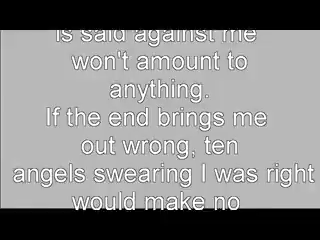 is said against me
won't amount to
anything.
If the end brings me
out wrong, ten
angels swearing I was right
would make no